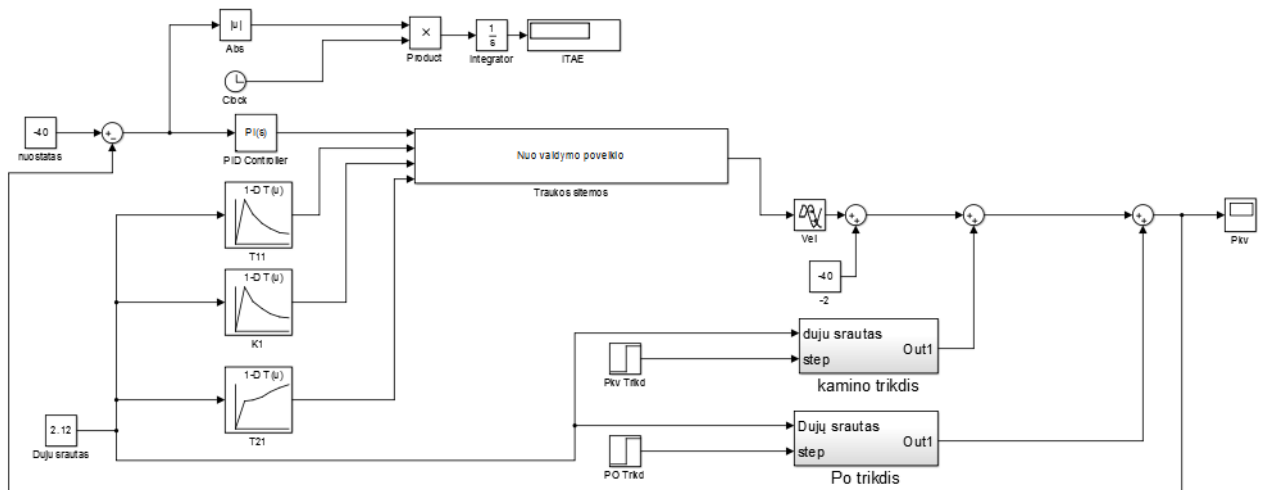 |u|
Abs
×
Product
1
s
Integrator
ITAE
Clock
-40
nuostatas
+
−
PI(s)
PID Controller
Nuo valdymo poveikio
Traukos sitemos
1-D T(u)
T11
1-D T(u)
K1
1-D T(u)
T21
2.12
Duju srautas
Vel
+
+
-40
-2
+
+
+
+
Pkv
Pkv Trikd
duju srautas
step
Out1
kamino trikdis
PO Trikd
Dujų srautas
step
Out1
Po trikdis